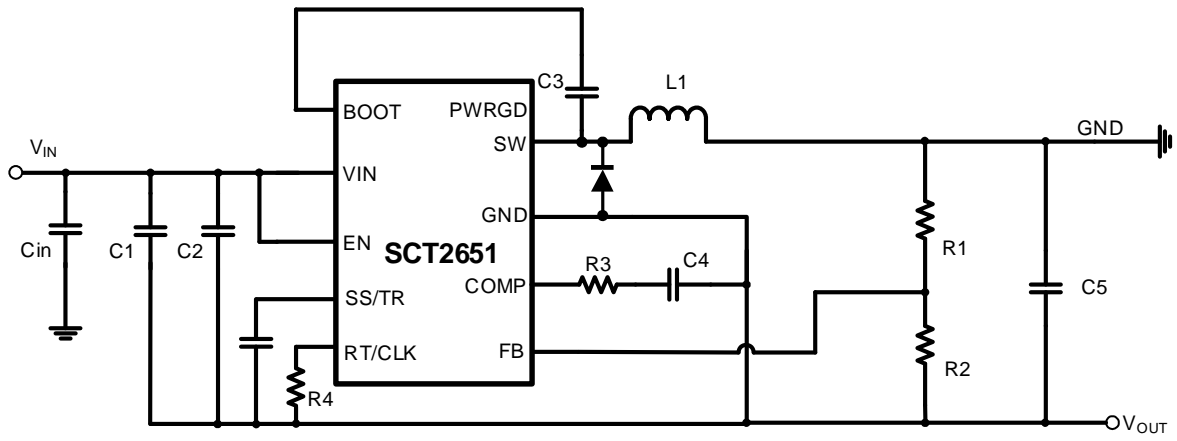 C3
L1
BOOT
PWRGD
GND
SW
VIN
VIN
GND
R1
Cin
C1
C2
EN
SCT2651
R3
C4
COMP
C5
SS/TR
FB
R2
RT/CLK
R4
VOUT